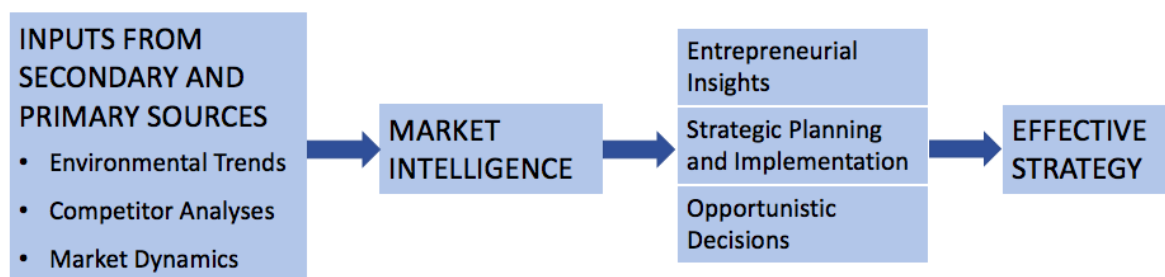 INPUTS FROM
SECONDARY AND
PRIMARY SOURCES
• Environmental Trends
• Competitor Analyses
• Market Dynamics
MARKET
INTELLIGENCE
Entrepreneurial
Insights
Strategic Planning
and Implementation
Opportunistic
Decisions
EFFECTIVE
STRATEGY